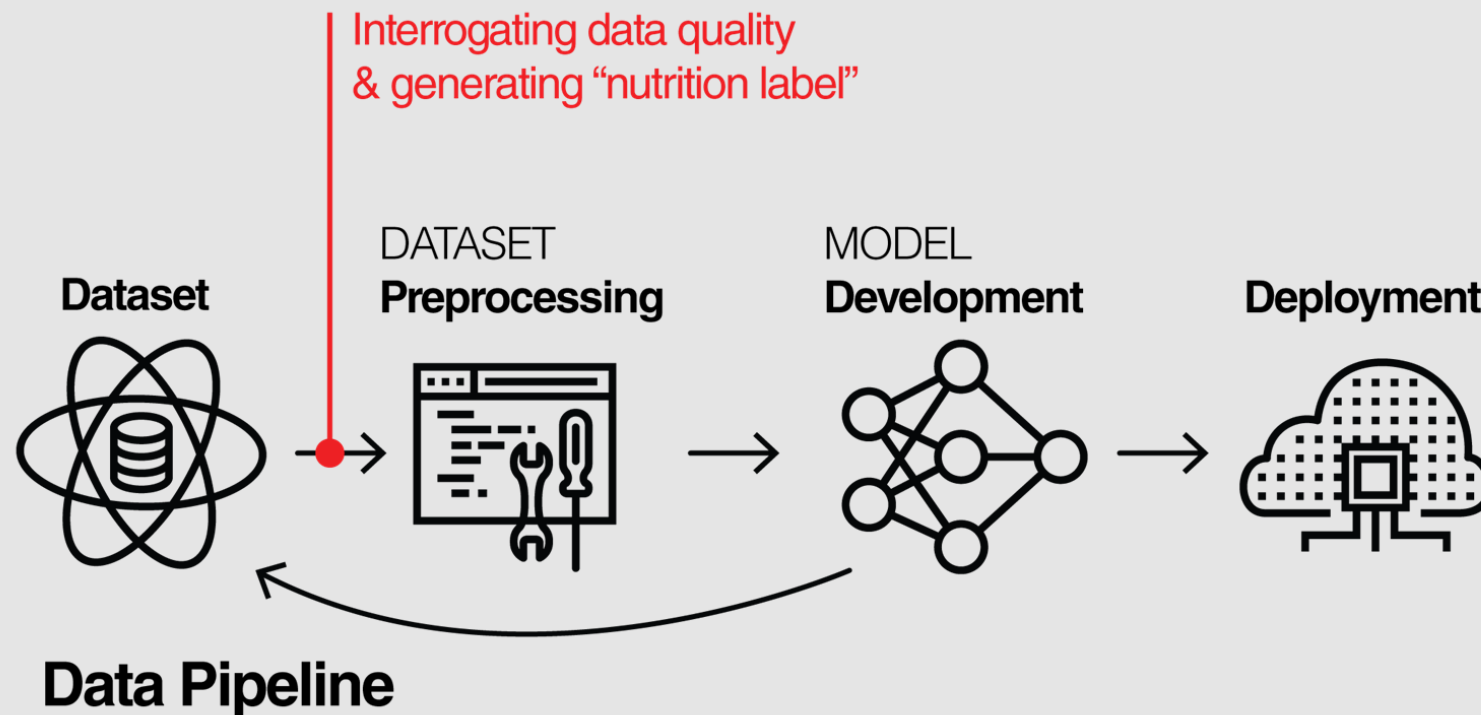 Interrogating data quality
& generating “nutrition label”
Dataset
DATASET
Preprocessing
MODEL
Development
Deployment
Data Pipeline